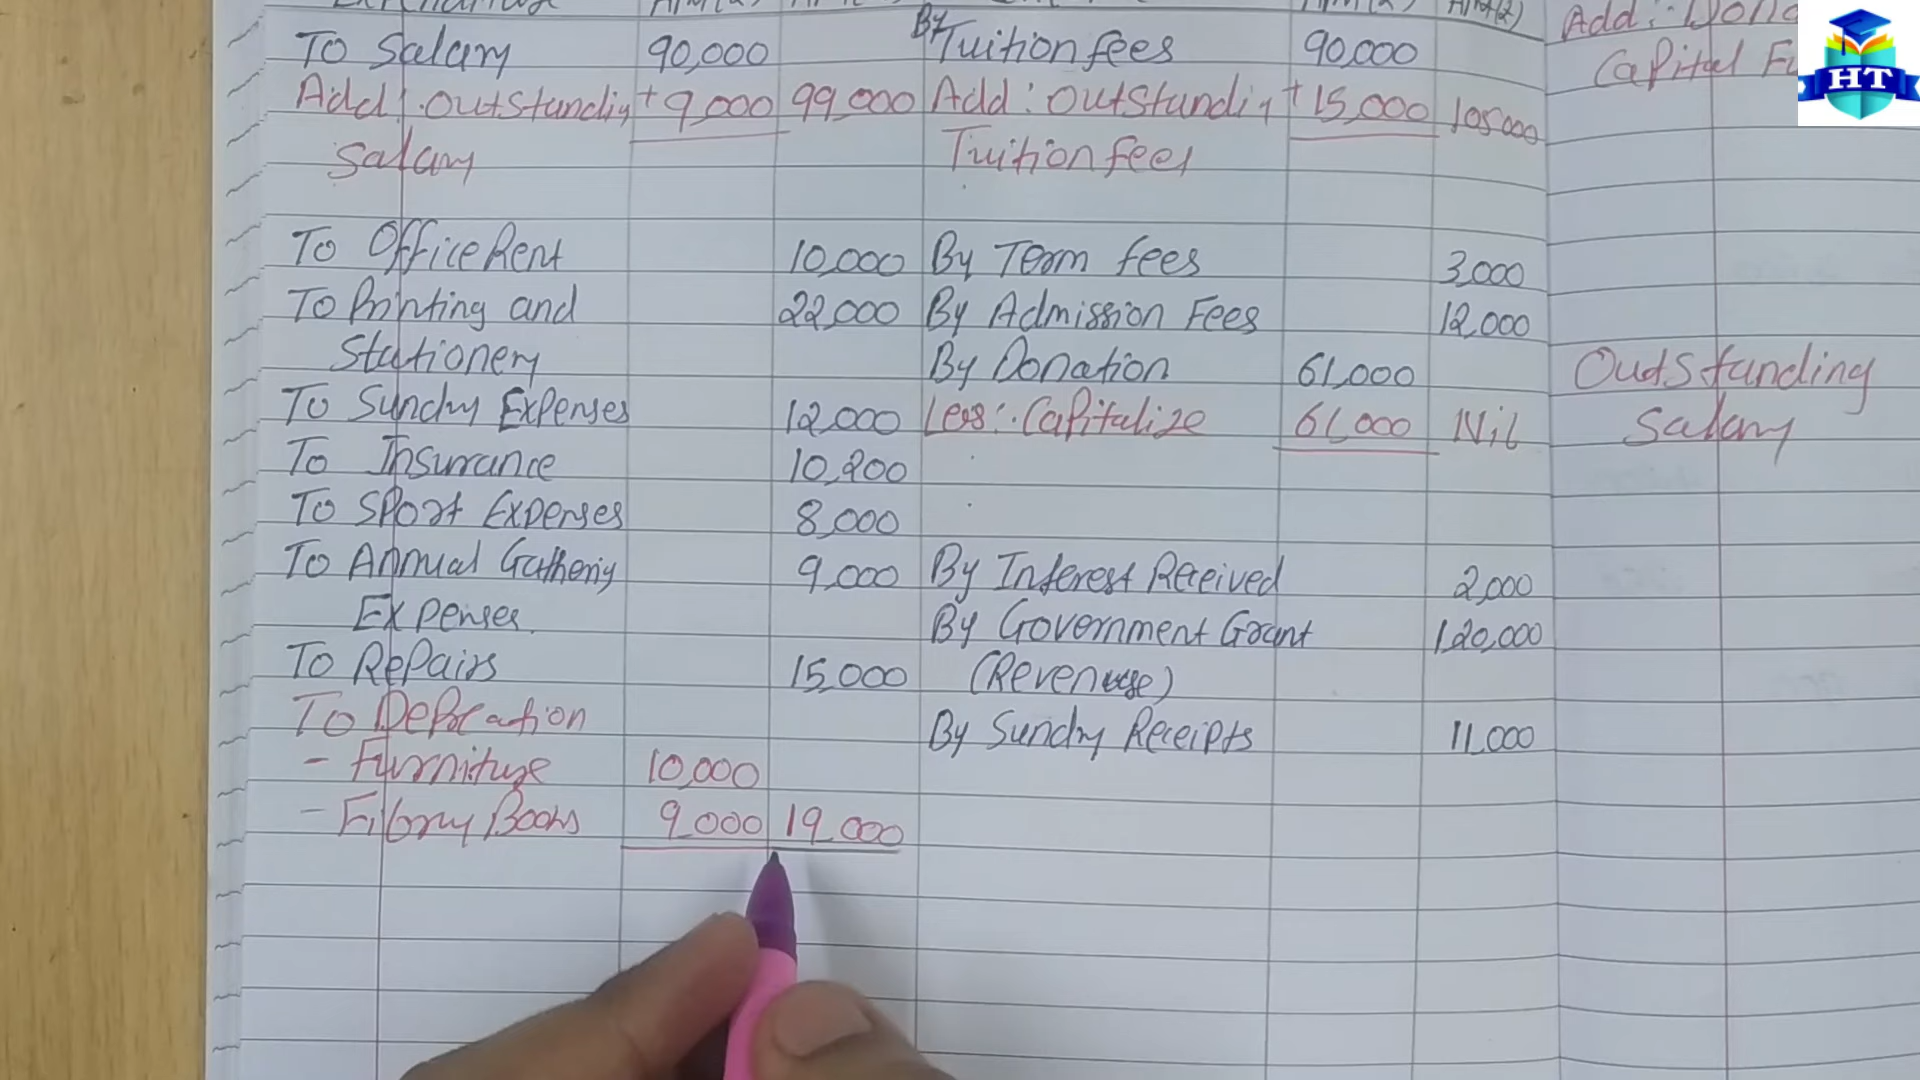 To Salary 90,000 By Tuition fees 90,000
Add: Outstandig +9,000 99,000 Add: Outstandig +15,000 105000
Salary Tuition fees
To Office Rent 10,000 By Term fees 3,000
To Printing and 22,000 By Admission Fees 12,000
Stationery By Donation 61,000
To Sundry Expenses 12,000 Less: Capitalize 61,000 Nil
To Insurance 10,200
To Sport Expenses 8,000
To Annual Gatherig 9,000 By Interest Received 2,000
Expenses. By Government Grant 1,20,000
To Repairs 15,000 (Revenue)
To Depreation By Sundry Receipts 11,000
- Furniture 10,000
- Books 9,000 19,000
Add:
Capital
Outstanding
Salary
HT